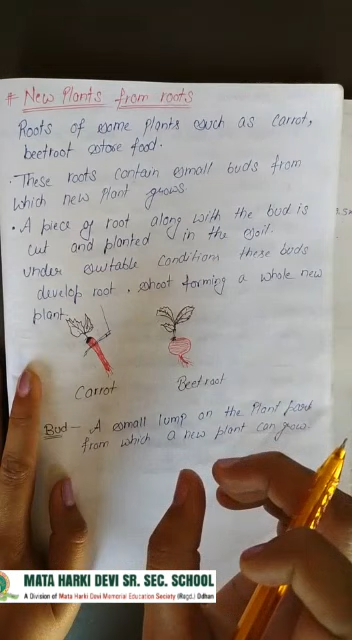 # New Plants from roots
Roots of some plants such as carrot,
beetroot store food.
· These roots contain small buds from
which new plant grows
· A piece of root along with the bud is
cut and planted in the soil.
under suitable condition these buds
develop root . shoot forming a whole new
plant.
Carrot
Beetroot
Bud - A small lump on the plant part
from which a new plant can grow.
MATA HARKI DEVI SR. SEC. SCHOOL
A Division of Mata Harki Devi Memorial Education Society (Regd.) Odhan